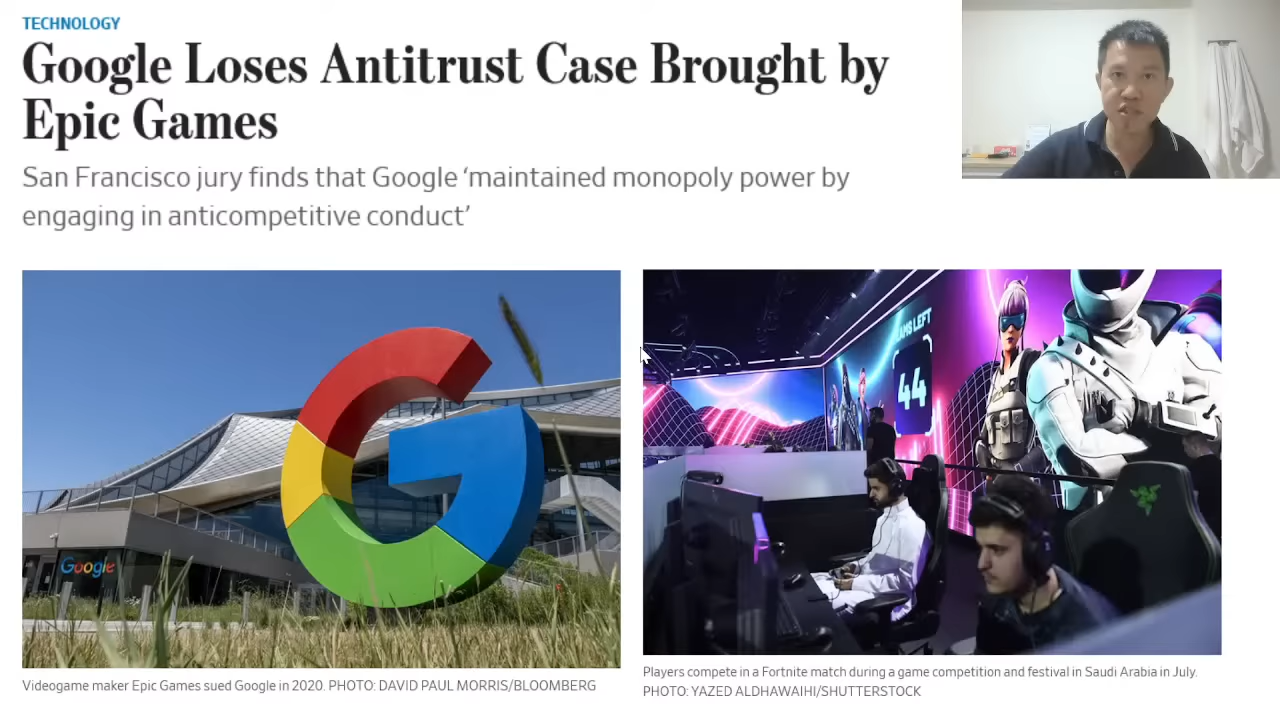 TECHNOLOGY
Google Loses Antitrust Case Brought by
Epic Games
San Francisco jury finds that Google ‘maintained monopoly power by
engaging in anticompetitive conduct’
Google
AMS LEFT
44
Videogame maker Epic Games sued Google in 2020. PHOTO: DAVID PAUL MORRIS/BLOOMBERG
Players compete in a Fortnite match during a game competition and festival in Saudi Arabia in July.
PHOTO: YAZED ALDHAWAIHI/SHUTTERSTOCK